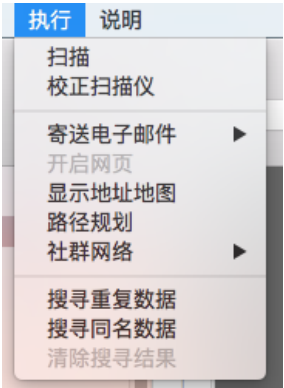 执行 说明
扫描
校正扫描仪
寄送电子邮件
开启网页
显示地址地图
路径规划
社群网络
搜寻重复数据
搜寻同名数据
清除搜寻结果